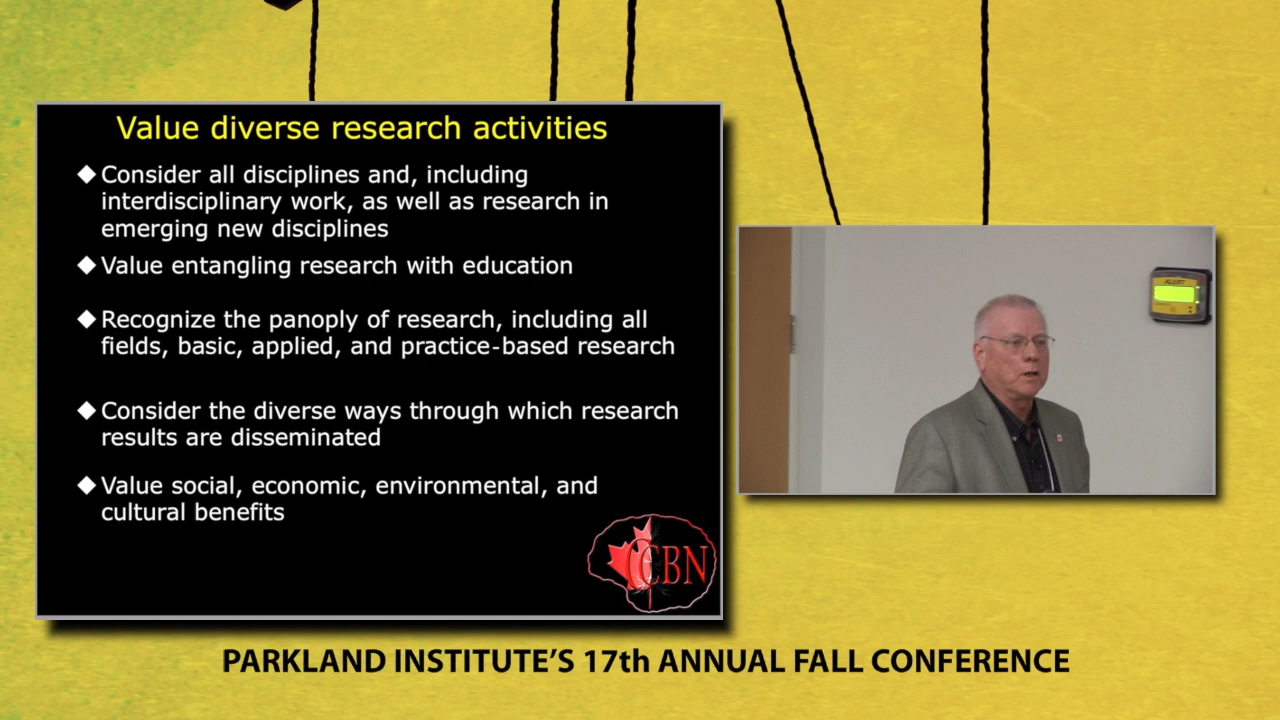 Value diverse research activities
◆Consider all disciplines and, including
interdisciplinary work, as well as research in
emerging new disciplines
◆Value entangling research with education
◆Recognize the panoply of research, including all
fields, basic, applied, and practice-based research
◆Consider the diverse ways through which research
results are disseminated
◆Value social, economic, environmental, and
cultural benefits
CCBN
ALERT
PARKLAND INSTITUTE'S 17th ANNUAL FALL CONFERENCE